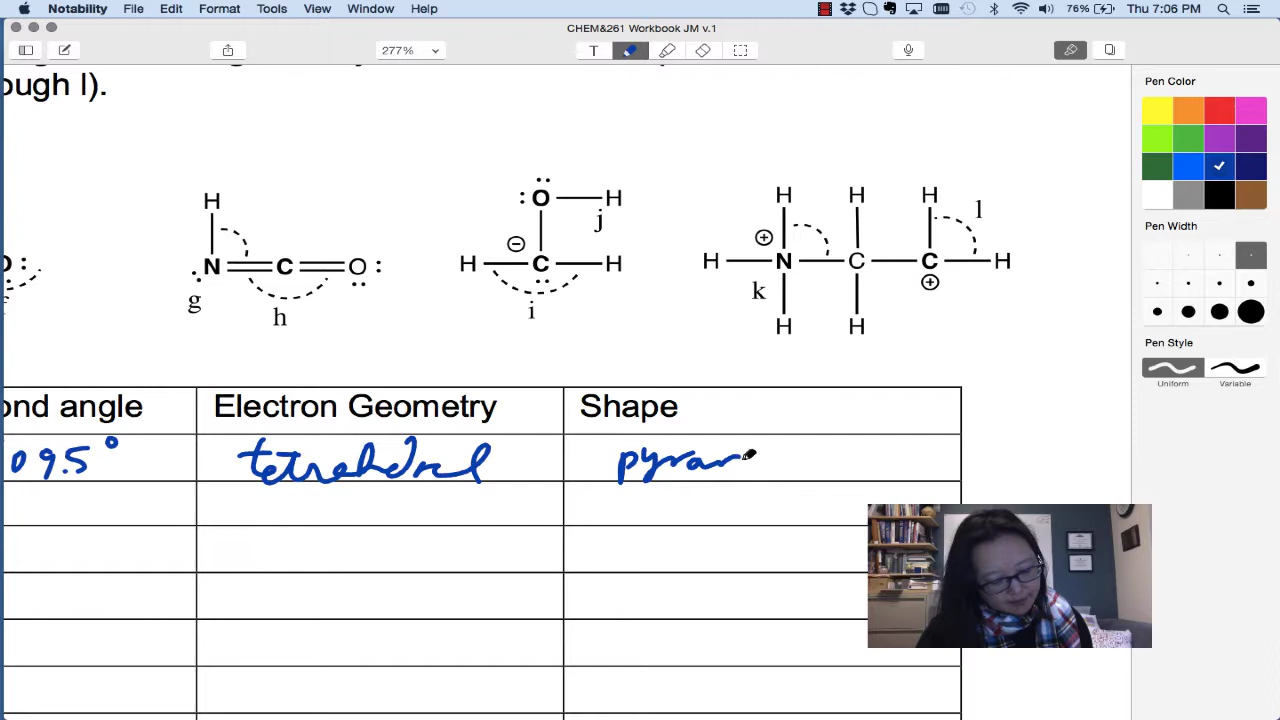 Notability File Edit Format Tools View Window Help 76% Thu 7:06 PM
CHEM&261 Workbook JM v.1
277% T
Pen Color
ough l).
H O H j H H H l
N C O g h
H C H i
H N C C H k
H H
Pen Width
Pen Style
Uniform Variable
ond angle Electron Geometry Shape
09.5° tetrahedral pyram